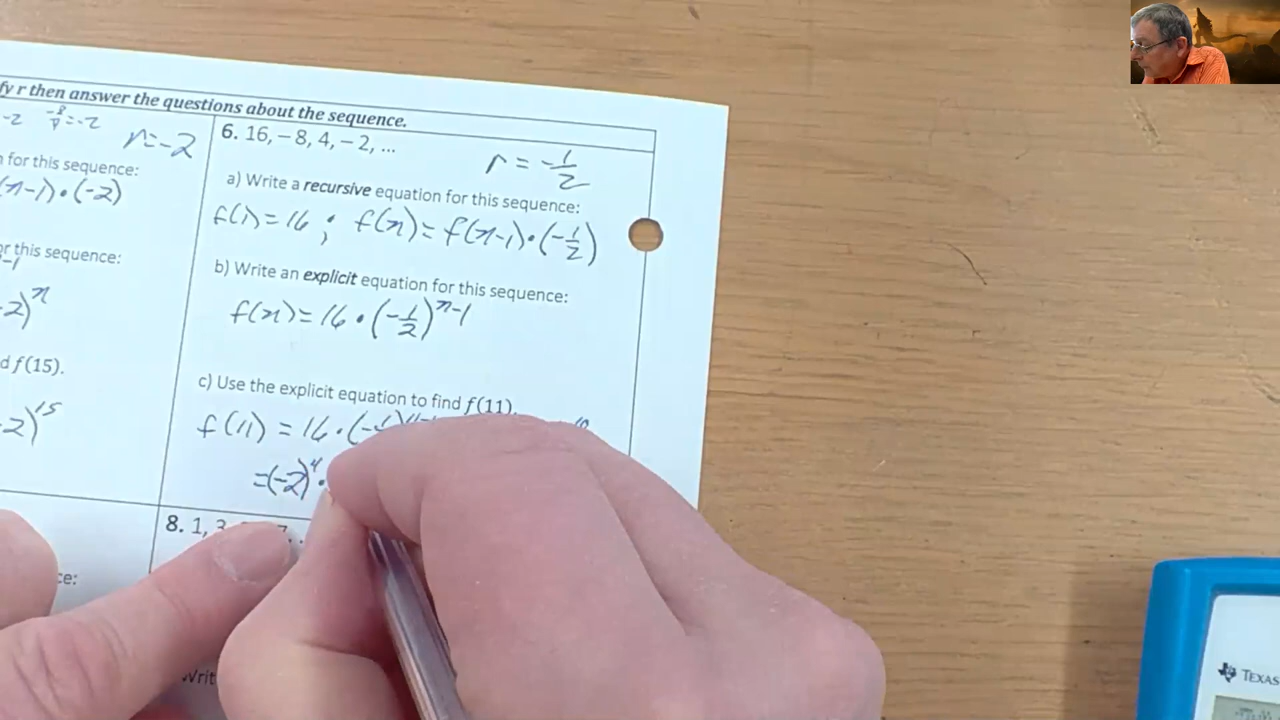 fy r then answer the questions about the sequence.
-2 = -2 r=-2
n for this sequence:
(n-1)•(-2)
or this sequence:
-1
-2)^n
d f(15).
-2)^15
ce:
6. 16, – 8, 4, – 2, ...
r = -1/2
a) Write a recursive equation for this sequence:
f(1)=16 ; f(n)=f(n-1)•(-1/2)
b) Write an explicit equation for this sequence:
f(n)=16•(-1/2)^n-1
c) Use the explicit equation to find f(11).
f(11) = 16•(-
=(-2)^4•
8. 1,
Writ
TEXAS